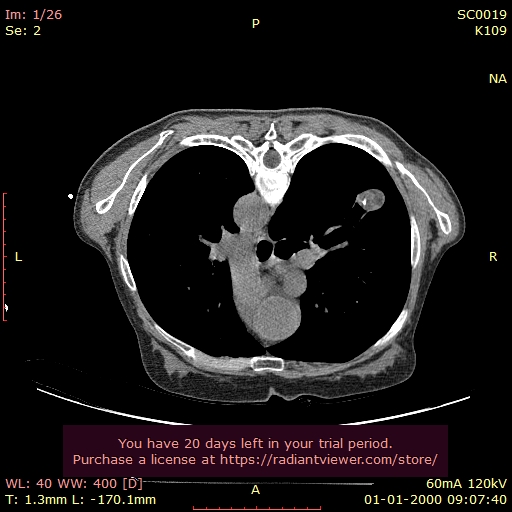 Im: 1/26
Se: 2
P
SC0019
K109
NA
L
R
You have 20 days left in your trial period.
Purchase a license at https://radiantviewer.com/store/
WL: 40 WW: 400 [D]
T: 1.3mm L: -170.1mm
A
60mA 120kV
01-01-2000 09:07:40